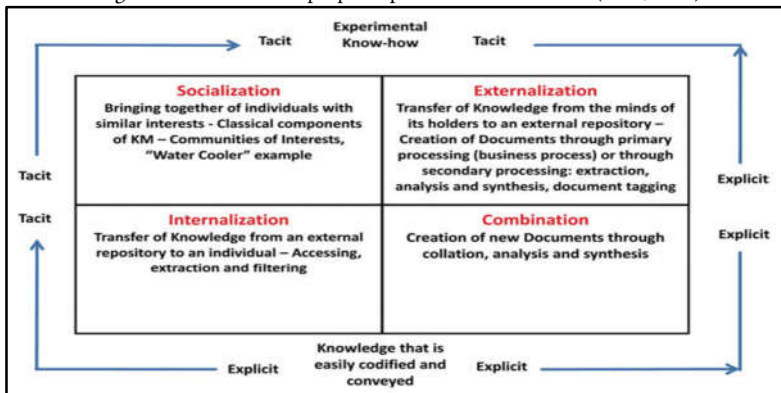 Experimental
Tacit Know-how Tacit
Socialization
Bringing together of individuals with
similar interests - Classical
components of
KM – Communities of Interests,
"Water Cooler" example
Externalization
Transfer of Knowledge from the minds of
its holders to an external repository –
Creation of Documents through primary
processing (business process) or through
secondary processing: extraction,
analysis and synthesis, document tagging
Tacit
Explicit
Tacit
Explicit
Internalization
Transfer of Knowledge from an external
repository to an individual – Accessing,
extraction and filtering
Combination
Creation of new Documents through
collation, analysis and synthesis
Knowledge that is
Explicit easily codified and Explicit
conveyed